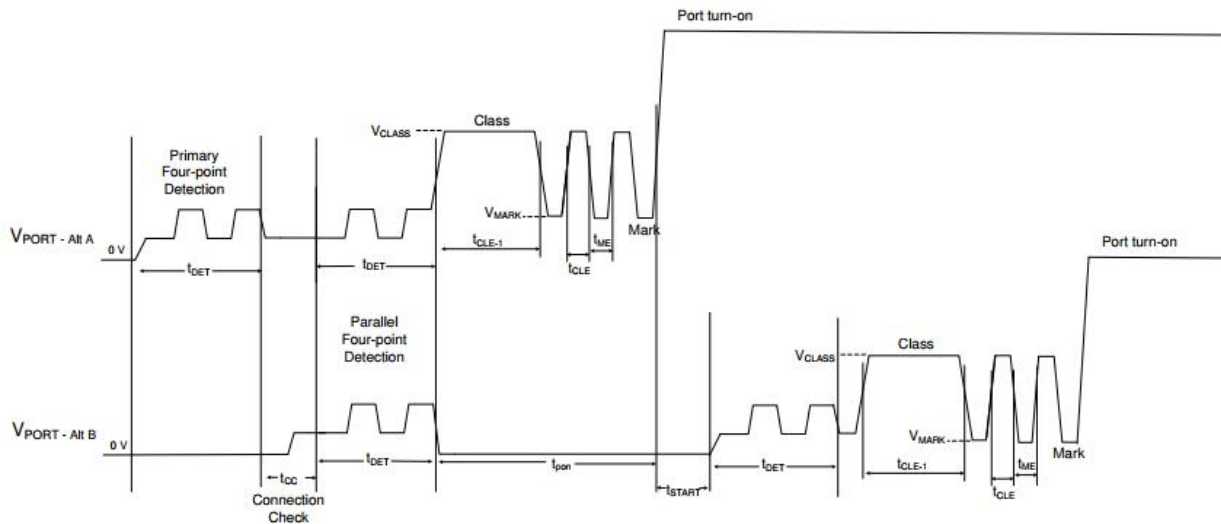 Port turn-on
VCLASS
Class
Primary
Four-point
Detection
VMARK
Mark
VPORT - Alt A
0 V
tDET
tDET
tCLE-1
tCLE
tME
Port turn-on
Parallel
Four-point
Detection
VCLASS
Class
VPORT - Alt B
0 V
VMARK
Mark
tCC
tDET
tpon
tSTART
tDET
tCLE-1
tCLE
tME
Connection
Check